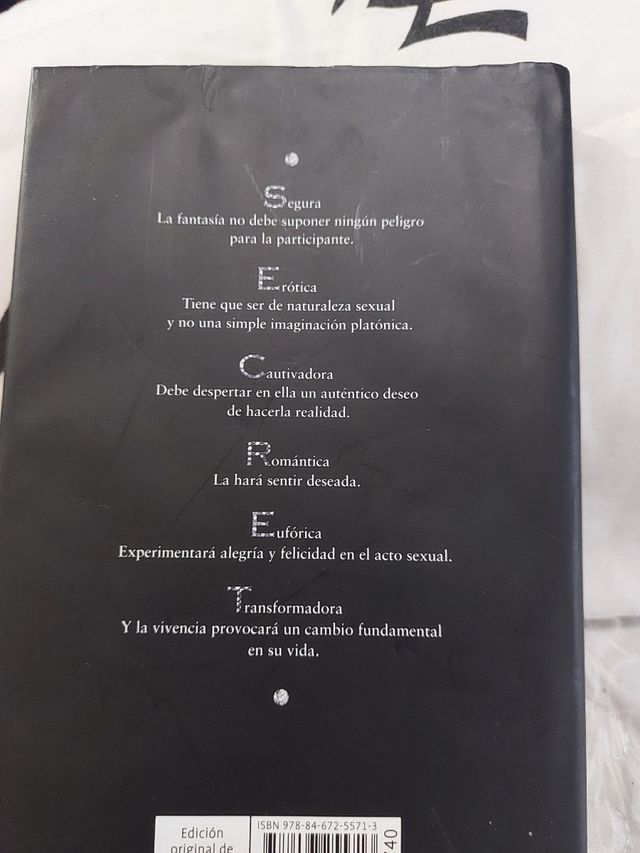 Segura
La fantasía no debe suponer ningún peligro
para la participante.
Erótica
Tiene que ser de naturaleza sexual
y no una simple imaginación platónica.
Cautivadora
Debe despertar en ella un auténtico deseo
de hacerla realidad.
Romántica
La hará sentir deseada.
Eufórica
Experimentará alegría y felicidad en el acto sexual.
Transformadora
Y la vivencia provocará un cambio fundamental
en su vida.
Edición
original de
ISBN 978-84-672-5571-3
740